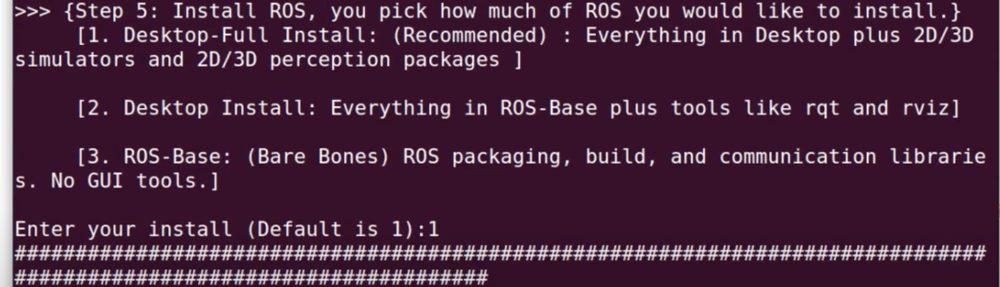 >>> {Step 5: Install ROS, you pick how much of ROS you would like to install.}
     [1. Desktop-Full Install: (Recommended) : Everything in Desktop plus 2D/3D
simulators and 2D/3D perception packages ]
     [2. Desktop Install: Everything in ROS-Base plus tools like rqt and rviz]
     [3. ROS-Base: (Bare Bones) ROS packaging, build, and communication librarie
s. No GUI tools.]
Enter your install (Default is 1):1
################################################################################
#######################################